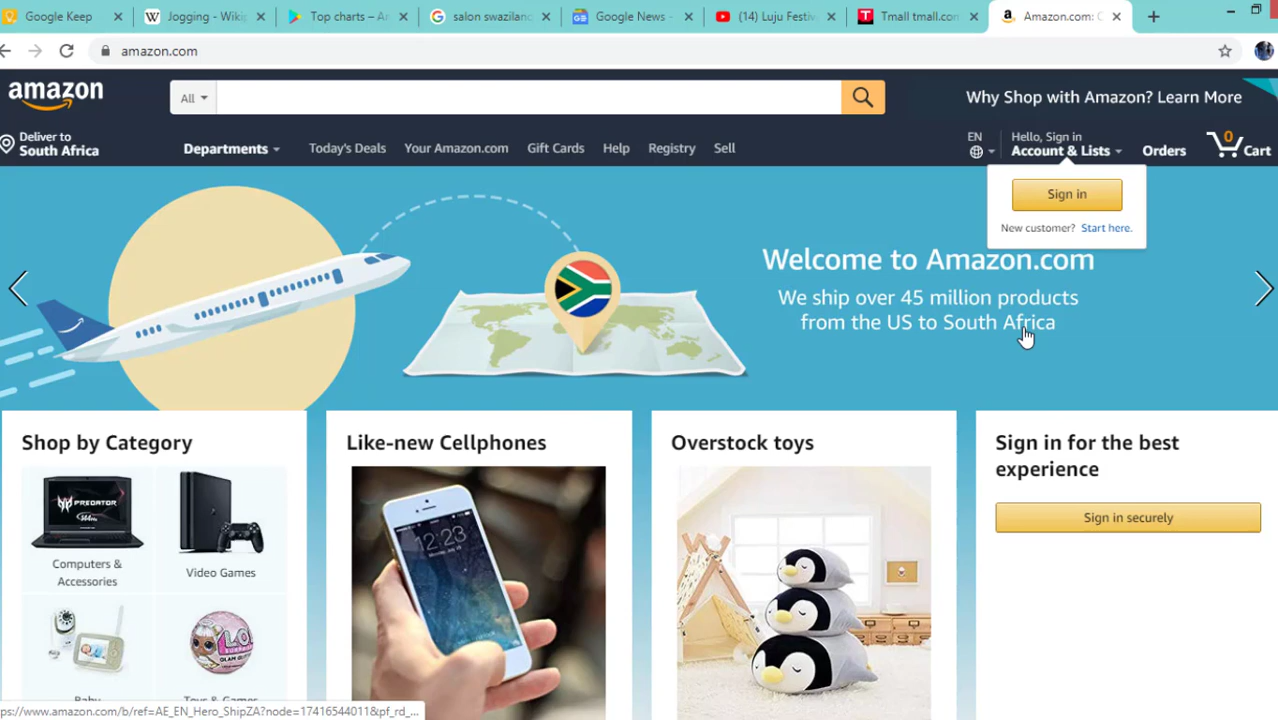 Google Keep
Jogging - Wiki
Top charts – A
salon swazilan
Google News -
(14) Luju Festiv
Tmall tmall.com
Amazon.com: O
amazon.com
amazon
All
Why Shop with Amazon? Learn More
Deliver to
South Africa
Departments
Today's Deals
Your Amazon.com
Gift Cards
Help
Registry
Sell
EN
Hello, Sign in
Account & Lists
Orders
0
Cart
Sign in
New customer? Start here.
Welcome to Amazon.com
We ship over 45 million products
from the US to South Africa
Shop by Category
Like-new Cellphones
Overstock toys
Sign in for the best
experience
Sign in securely
PREDATOR
12:23
Computers &
Accessories
Video Games
L.O.L.
SURPRISE
Baby
Toys & Games
ps://www.amazon.com/b/ref=AE_EN_Hero_ShipZA?node=17416544011&pf_rd_...